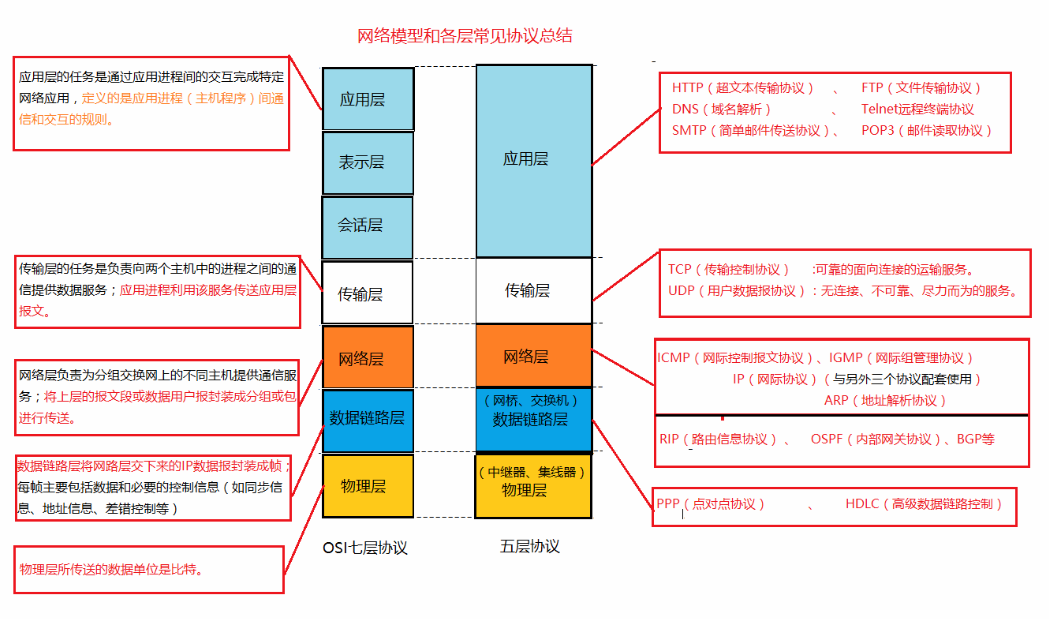 网络模型和各层常见协议总结
应用层的任务是通过应用进程间的交互完成特定
网络应用，定义的是应用进程（主机程序）间通
信和交互的规则。
传输层的任务是负责向两个主机中的进程之间的通
信提供数据服务；应用进程利用该服务传送应用层
报文。
网络层负责为分组交换网上的不同主机提供通信服
务；将上层的报文段或数据用户报封装成分组或包
进行传送。
数据链路层将网路层交下来的IP数据报封装成帧；
每帧主要包括数据和必要的控制信息（如同步信
息、地址信息、差错控制等）
物理层所传送的数据单位是比特。
应用层
表示层
会话层
传输层
网络层
数据链路层
物理层
OSI七层协议
应用层
传输层
网络层
（网桥、交换机）
数据链路层
（中继器、集线器）
物理层
五层协议
HTTP（超文本传输协议） 、 FTP（文件传输协议）
DNS（域名解析） 、 Telnet远程终端协议
SMTP（简单邮件传送协议）、 POP3（邮件读取协议）
TCP（传输控制协议） :可靠的面向连接的运输服务。
UDP（用户数据报协议）：无连接、不可靠、尽力而为的服务。
ICMP（网际控制报文协议）、IGMP（网际组管理协议）
IP（网际协议）（与另外三个协议配套使用）
ARP（地址解析协议）
RIP（路由信息协议）、 OSPF（内部网关协议）、BGP等
PPP（点对点协议） 、 HDLC（高级数据链路控制）